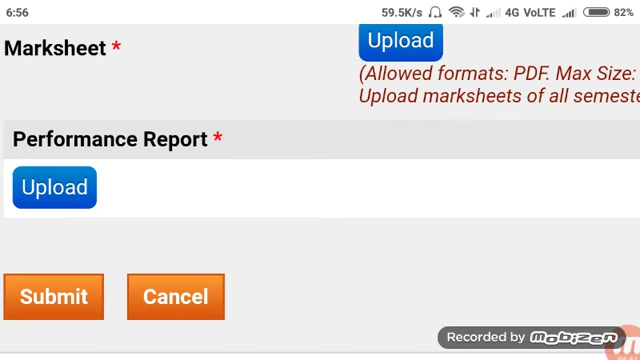 6:56 59.5K/s 4G VoLTE 82%
Marksheet *
Upload
(Allowed formats: PDF. Max Size:
Upload marksheets of all
Performance Report *
Upload
Submit Cancel
Recorded by mobizen